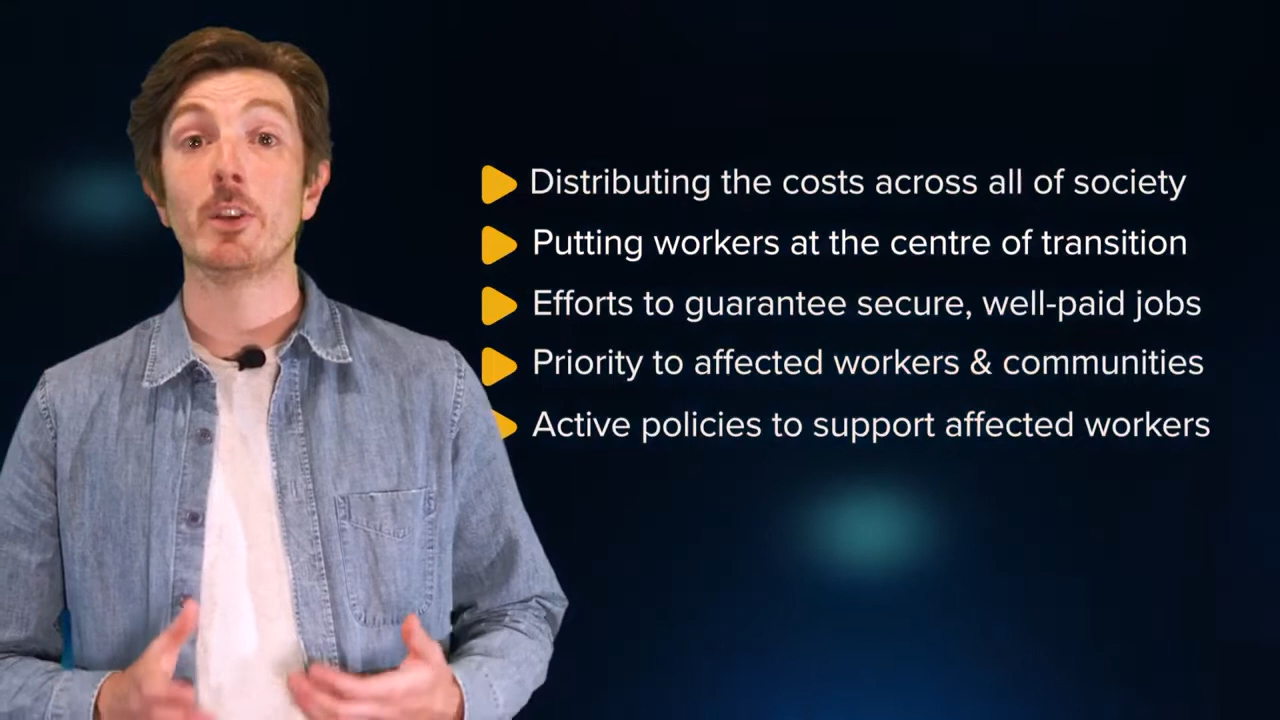 Distributing the costs across all of society
Putting workers at the centre of transition
Efforts to guarantee secure, well-paid jobs
Priority to affected workers & communities
Active policies to support affected workers